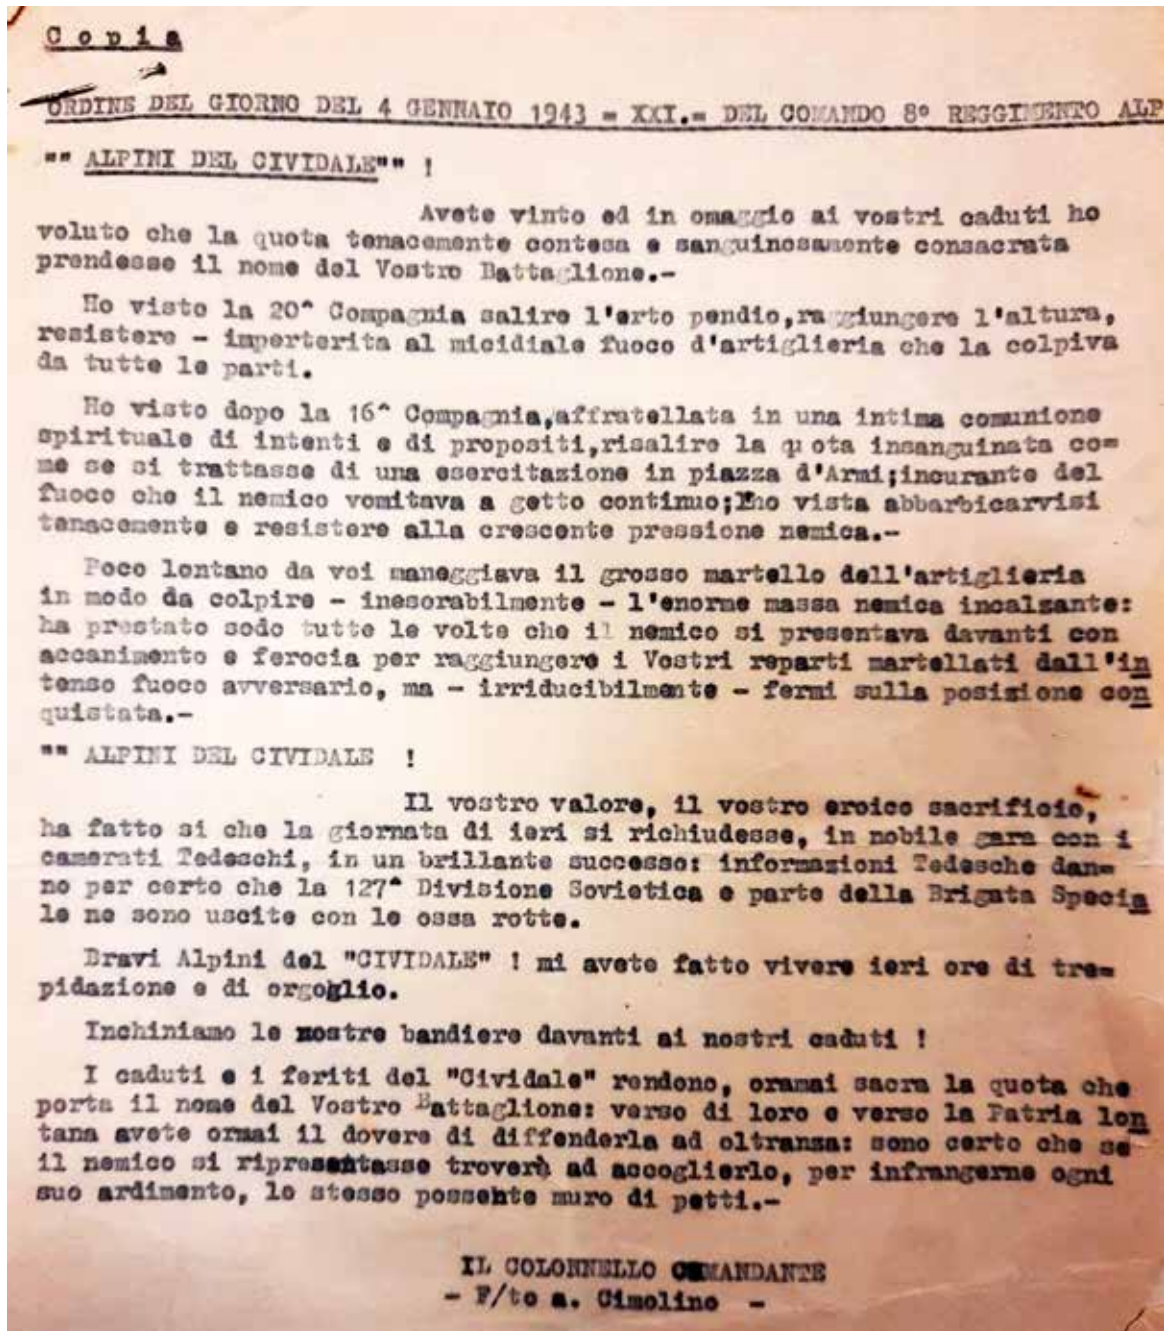 Copia
ORDINE DEL GIORNO DEL 4 GENNAIO 1943 = XXI.= DEL COMANDO 8° REGGIMENTO ALP
"" ALPINI DEL CIVIDALE"" !
Avete vinto ed in omaggio ai vostri caduti ho
voluto che la quota tenacemente contesa e sanguinosamente consacrata
prendesse il nome del Vostro Battaglione.-
Ho visto la 20^ Compagnia salire l'erto pendio,raggiungere l'altura,
resistere - imperterita al micidiale fuoco d'artiglieria che la colpiva
da tutte le parti.
Ho visto dopo la 16^ Compagnia,affratellata in una intima comunione
spirituale di intenti e di propositi,risalire la quota insanguinata co=
me se si trattasse di una esercitazione in piazza d'Armi;incurante del
fuoco che il nemico vomitava a getto continuo; vista abbarbicarvisi
tenacemente e resistere alla crescente pressione nemica.-
Poco lontano da voi maneggiava il grosso martello dell'artiglieria
in modo da colpire - inesorabilmente - l'enorme massa nemica incalzante:
ha prestato sodo tutte le volte che il nemico si presentava davanti con
accanimento e ferocia per raggiungere i Vostri reparti martellati dall'in
tenso fuoco avversario, ma - irriducibilmente - fermi sulla posizione con
quistata.-
"" ALPINI DEL CIVIDALE !
Il vostro valore, il vostro eroico sacrificio,
ha fatto si che la giornata di ieri si richiudesse, in nobile gara con i
camerati Tedeschi, in un brillante successo: informazioni Tedesche dan=
no per certo che la 127^ Divisione Sovietica e parte della Brigata Specia
le ne sono uscite con le ossa rotte.
Bravi Alpini del "CIVIDALE" ! mi avete fatto vivere ieri ore di tre=
pidazione e di orgoglio.
Inchiniamo le nostre bandiere davanti ai nostri caduti !
I caduti e i feriti del "Cividale" rendono, oramai sacra la quota che
porta il nome del Vostro Battaglione: verso di loro e verso la Patria lon
tana avete ormai il dovere di diffenderla ad oltranza: sono certo che se
il nemico si ripresentasse troverà ad accoglierlo, per infrangerne ogni
suo ardimento, lo stesso possente muro di petti.-
IL COLONNELLO COMANDANTE
- F/to a. Cimolino -